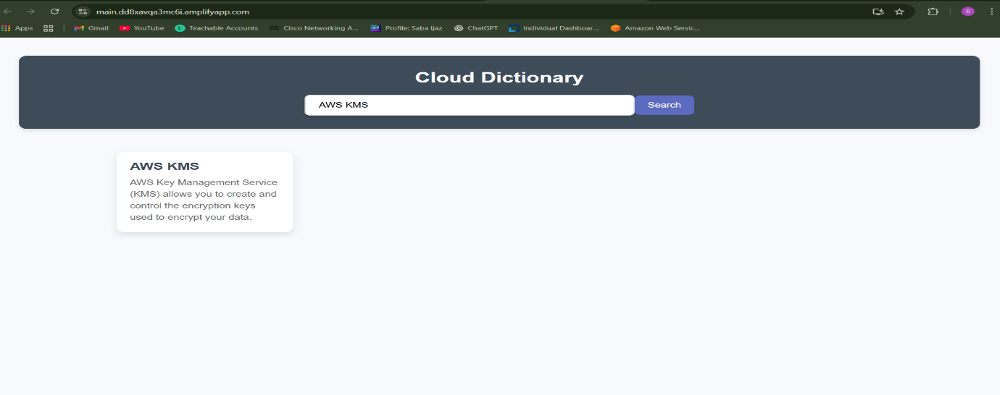 main.dd8xavqa3mc6i.amplifyapp.com
S
Apps Gmail YouTube Teachable Accounts Cisco Networking A... Profile: Saba Ijaz ChatGPT Individual Dashboar... Amazon Web Servic...
Cloud Dictionary
AWS KMS Search
AWS KMS
AWS Key Management Service
(KMS) allows you to create and
control the encryption keys
used to encrypt your data.